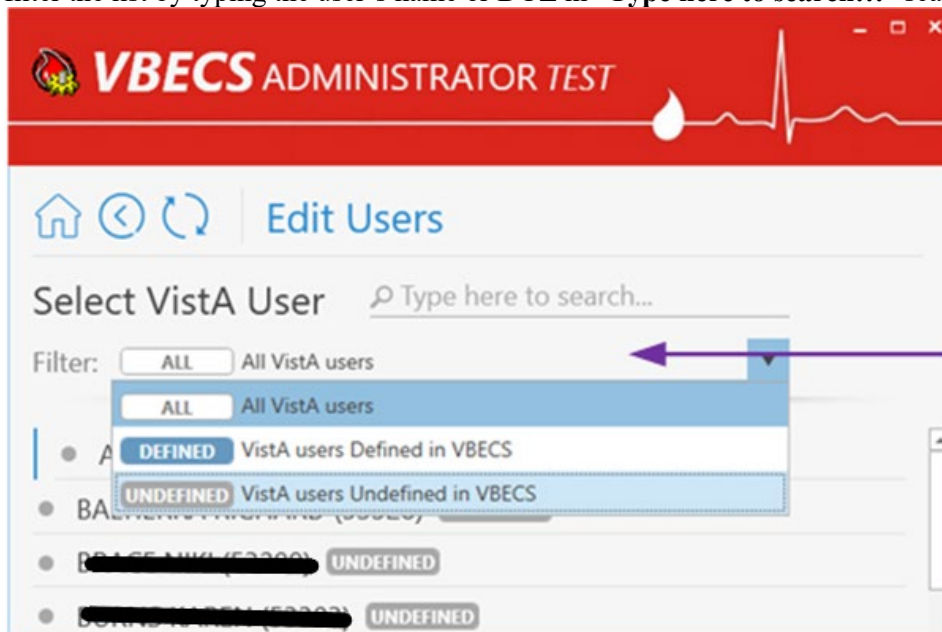 VBECS ADMINISTRATOR TEST
Edit Users
Select VistA User Type here to search...
Filter: ALL All VistA users
ALL All VistA users
DEFINED VistA users Defined in VBECS
UNDEFINED VistA users Undefined in VBECS
UNDEFINED
UNDEFINED